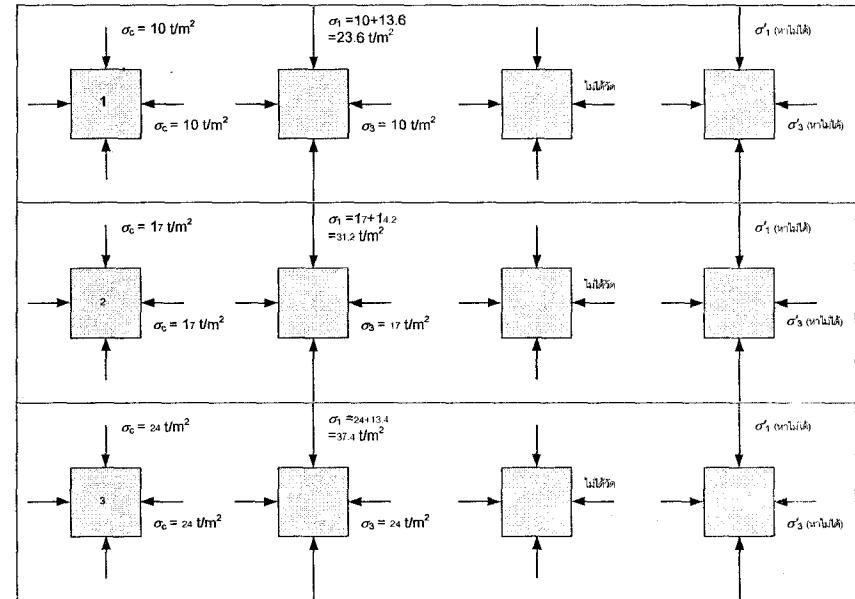 σc = 10 t/m²
σ1 = 10+13.6
=23.6 t/m²
σ'1 (หาไม่ได้)
1
ไม่ได้วัด
σc = 10 t/m²
σ3 = 10 t/m²
σ'3 (หาไม่ได้)
σc = 17 t/m²
σ1 = 17+14.2
=31.2 t/m²
σ'1 (หาไม่ได้)
2
ไม่ได้วัด
σc = 17 t/m²
σ3 = 17 t/m²
σ'3 (หาไม่ได้)
σc = 24 t/m²
σ1 =24+13.4
=37.4 t/m²
σ'1 (หาไม่ได้)
3
ไม่ได้วัด
σc = 24 t/m²
σ3 = 24 t/m²
σ'3 (หาไม่ได้)